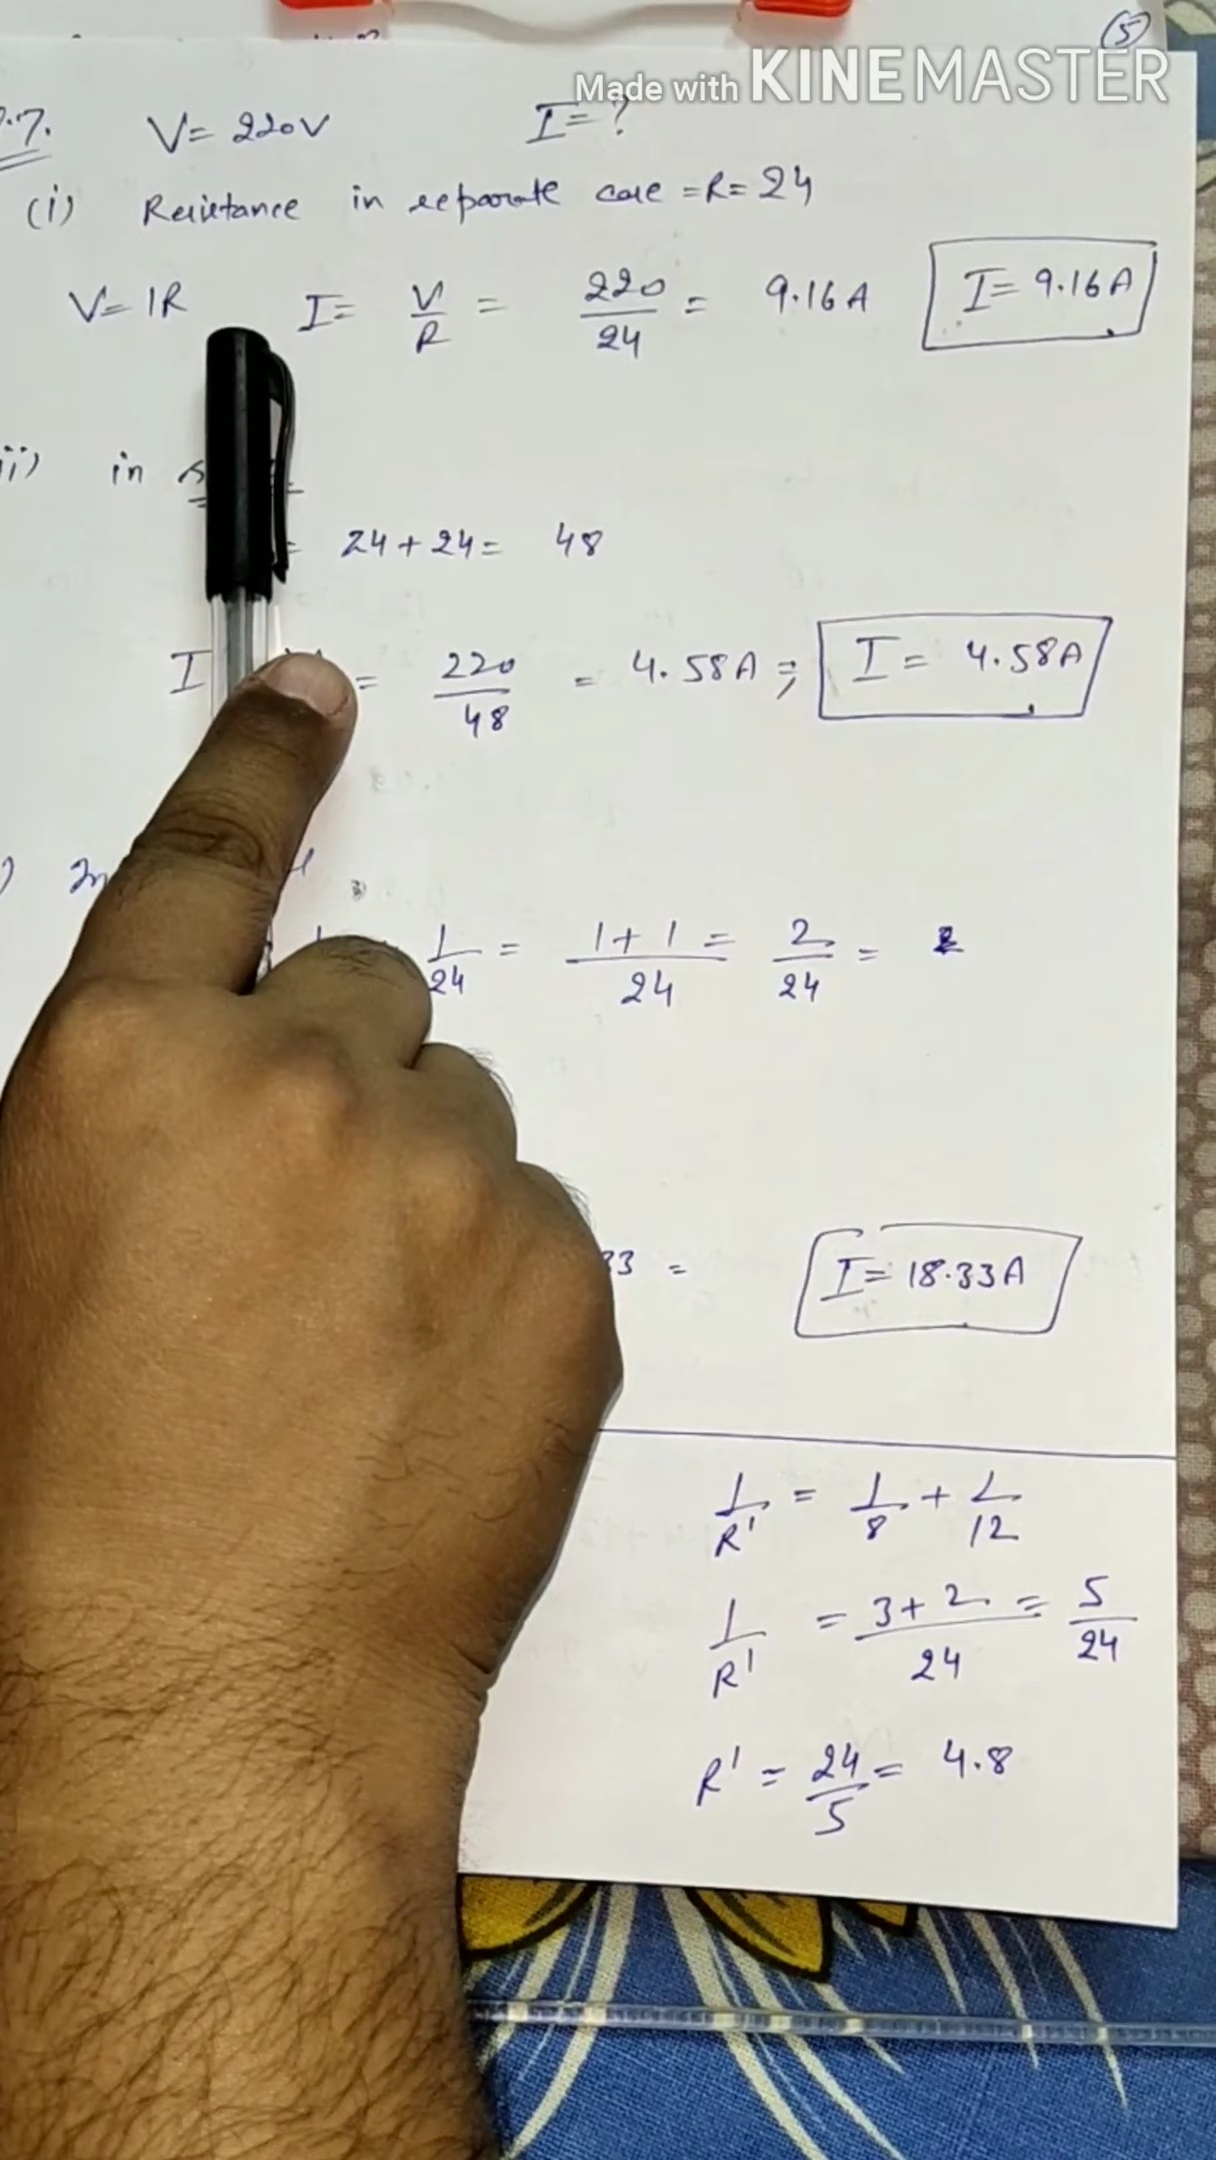 5
Made with KINEMASTER
V= 220V I= ?
(i) Resistance in separate case = R= 24
V= IR I= V/R = 220/24 = 9.16A I= 9.16A
ii) in
= 24+24= 48
I = 220/48 = 4.58A ; I = 4.58A
1/24 = 1+1/24 = 2/24 =
33 = I= 18.33A
1/R' = 1/8 + 1/12
1/R' = 3+2/24 = 5/24
R' = 24/5 = 4.8